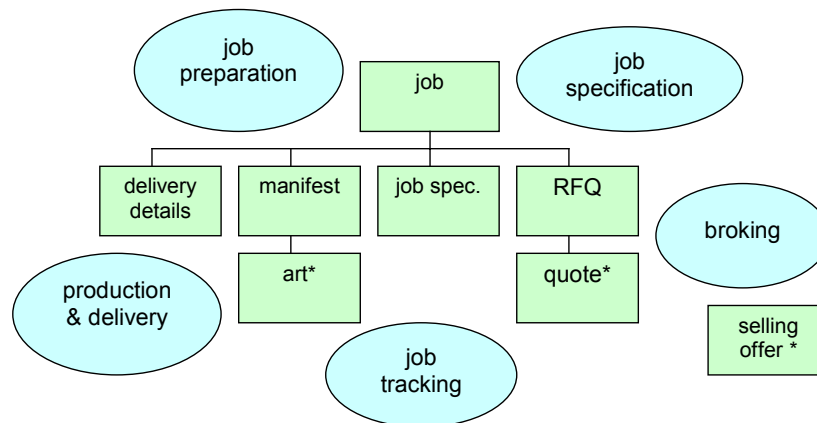 job
preparation
job
job
specification
delivery
details
manifest
job spec.
RFQ
broking
art*
quote*
production
& delivery
selling
offer *
job
tracking